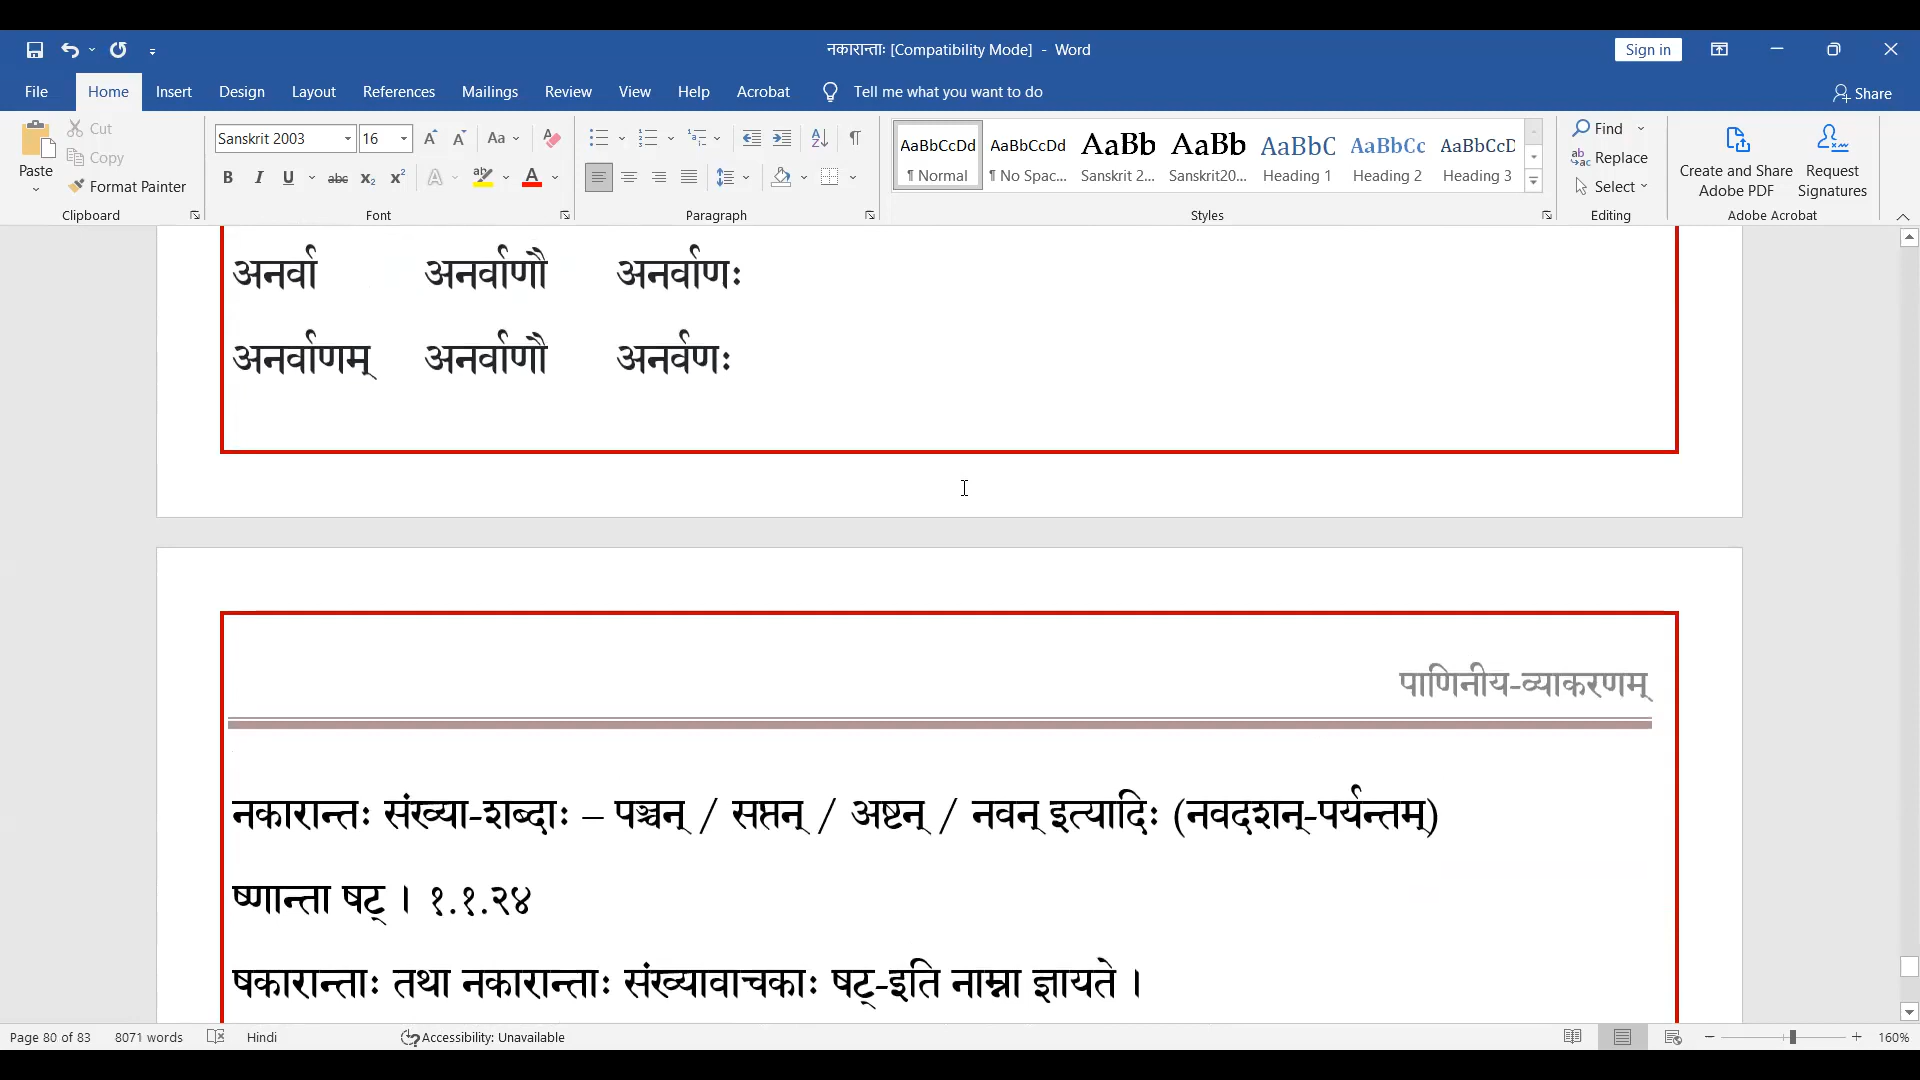 नकारान्ताः [Compatibility Mode] - Word
Sign in
File Home Insert Design Layout References Mailings Review View Help Acrobat Tell me what you want to do Share
Paste Cut Copy Format Painter Clipboard
Sanskrit 2003 16 Aa Font
Paragraph
AaBbCcDd ¶ Normal AaBbCcDd ¶ No Spac... AaBb Sanskrit 2... AaBb Sanskrit20... AaBbC Heading 1 AaBbCc Heading 2 AaBbCcD Heading 3 Styles
Find Replace Select Editing
Create and Share Adobe PDF Request Signatures Adobe Acrobat
अनर्वा अनर्वाणौ अनर्वाणः
अनर्वाणम् अनर्वाणौ अनर्वणः
पाणिनीय-व्याकरणम्
नकारान्तः संख्या-शब्दाः – पञ्चन् / सप्तन् / अष्टन् / नवन् इत्यादिः (नवदशन्-पर्यन्तम्)
ष्णान्ता षट् । १.१.२४
षकारान्ताः तथा नकारान्ताः संख्यावाचकाः षट्-इति नाम्ना ज्ञायते ।
Page 80 of 83 8071 words Hindi Accessibility: Unavailable 160%